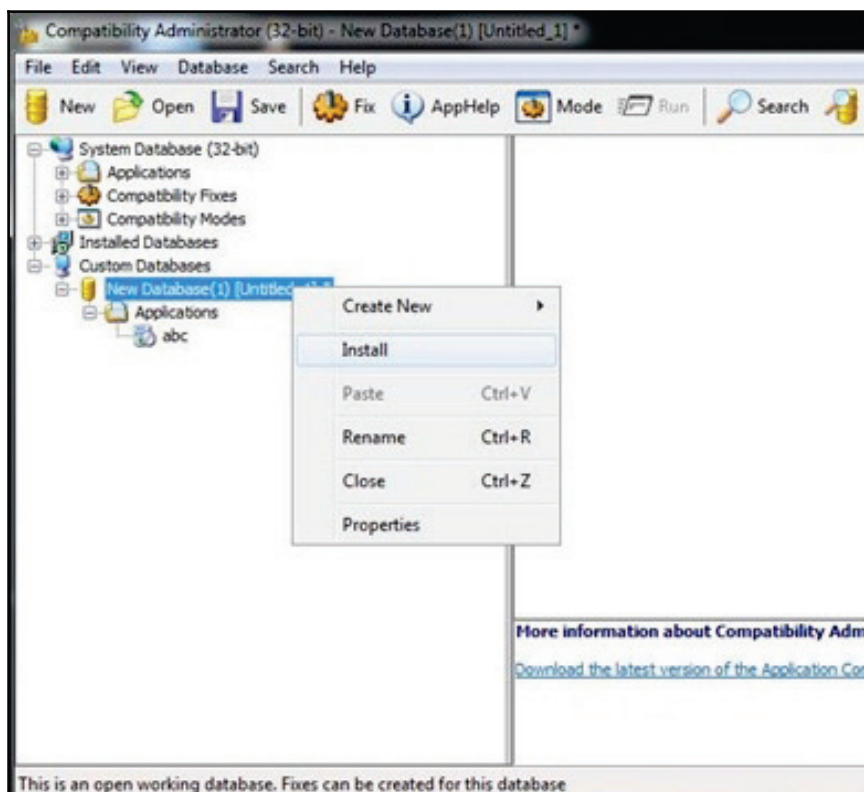 Compatibility Administrator (32-bit) - New Database(1) [Untitled_1] *
File Edit View Database Search Help
New Open Save Fix AppHelp Mode Run Search
System Database (32-bit)
Applications
Compatibility Fixes
Compatibility Modes
Installed Databases
Custom Databases
New Database(1) [Untitled_1] *
Applications
abc
Create New
Install
Paste Ctrl+V
Rename Ctrl+R
Close Ctrl+Z
Properties
More information about Compatibility Adm
Download the latest version of the Application Co
This is an open working database. Fixes can be created for this database